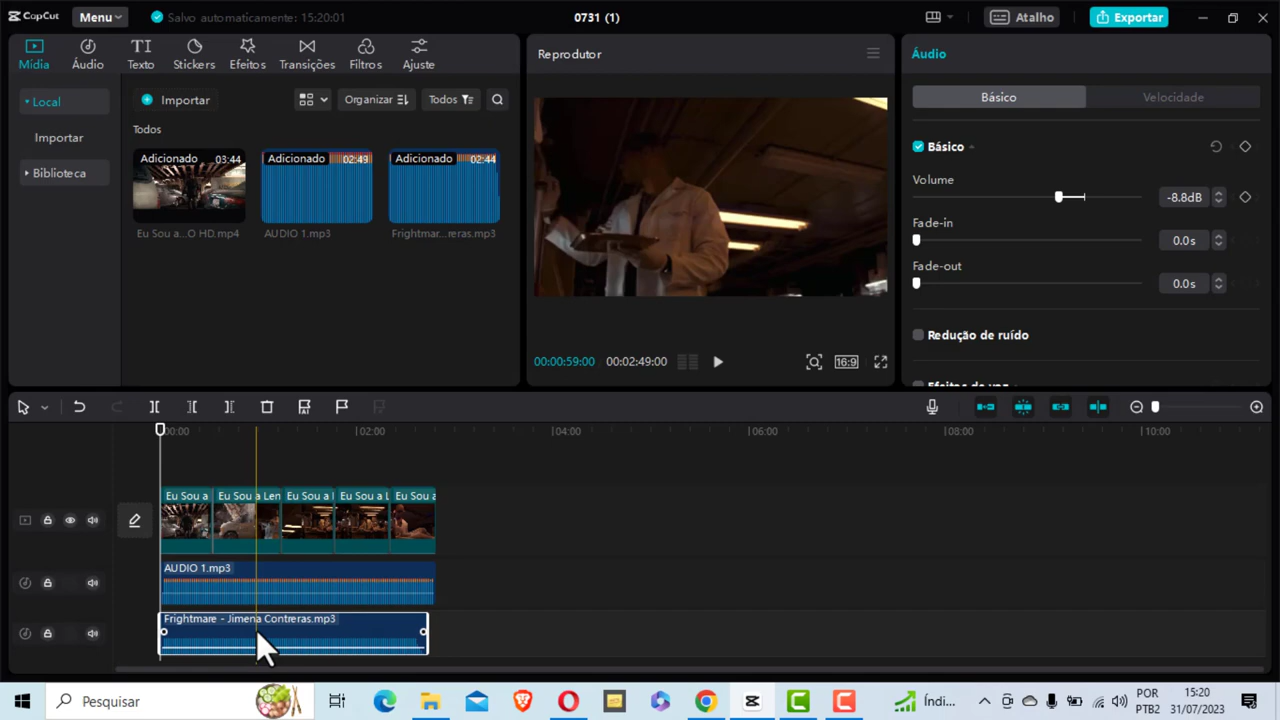 CapCut
Menu
Salvo automaticamente: 15:20:01
0731 (1)
Atalho
Exportar
Mídia
Áudio
Texto
Stickers
Efeitos
Transições
Filtros
Ajuste
Local
Importar
Biblioteca
Importar
Organizar
Todos
Todos
Adicionado 03:44
Adicionado 02:49
Adicionado 02:44
Eu Sou a...O HD.mp4
AUDIO 1.mp3
Frightmar...reras.mp3
Reprodutor
00:00:59:00
00:02:49:00
16:9
Áudio
Básico
Velocidade
Básico
Volume
-8.8dB
Fade-in
0.0s
Fade-out
0.0s
Redução de ruído
Efeitos de voz
00:00
02:00
04:00
06:00
08:00
10:00
Eu Sou a
Eu Sou a Len
Eu Sou a
Eu Sou a L
Eu Sou a
AUDIO 1.mp3
Frightmare - Jimena Contreras.mp3
Pesquisar
Índi...
POR
PTB2
15:20
31/07/2023